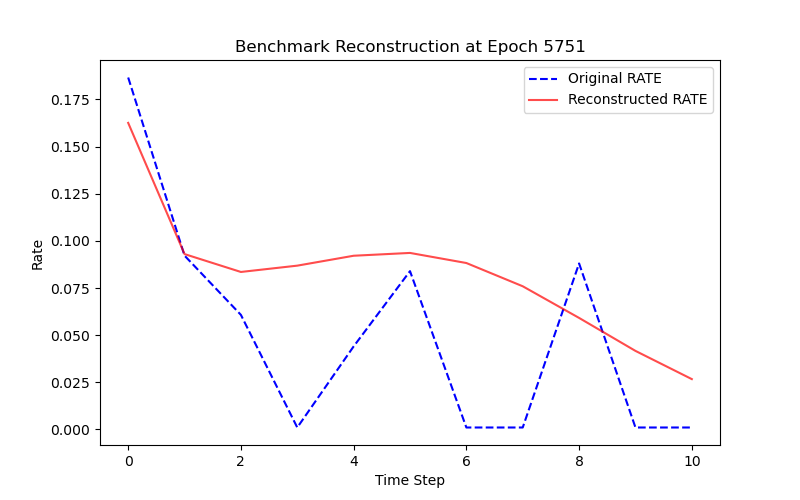 Benchmark Reconstruction at Epoch 5751
Original RATE
Reconstructed RATE
Rate
0.175
0.150
0.125
0.100
0.075
0.050
0.025
0.000
0 2 4 6 8 10
Time Step